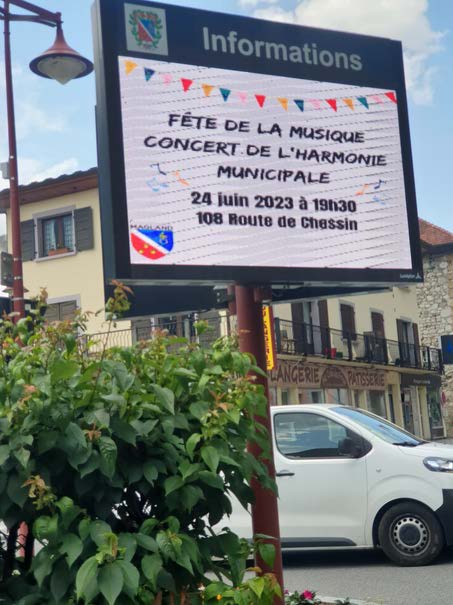 Informations
FÊTE DE LA MUSIQUE
CONCERT DE L'HARMONIE
MUNICIPALE
24 juin 2023 à 19h30
108 Route de Chessin
MAGLAND
LANGERIE PATISSERIE